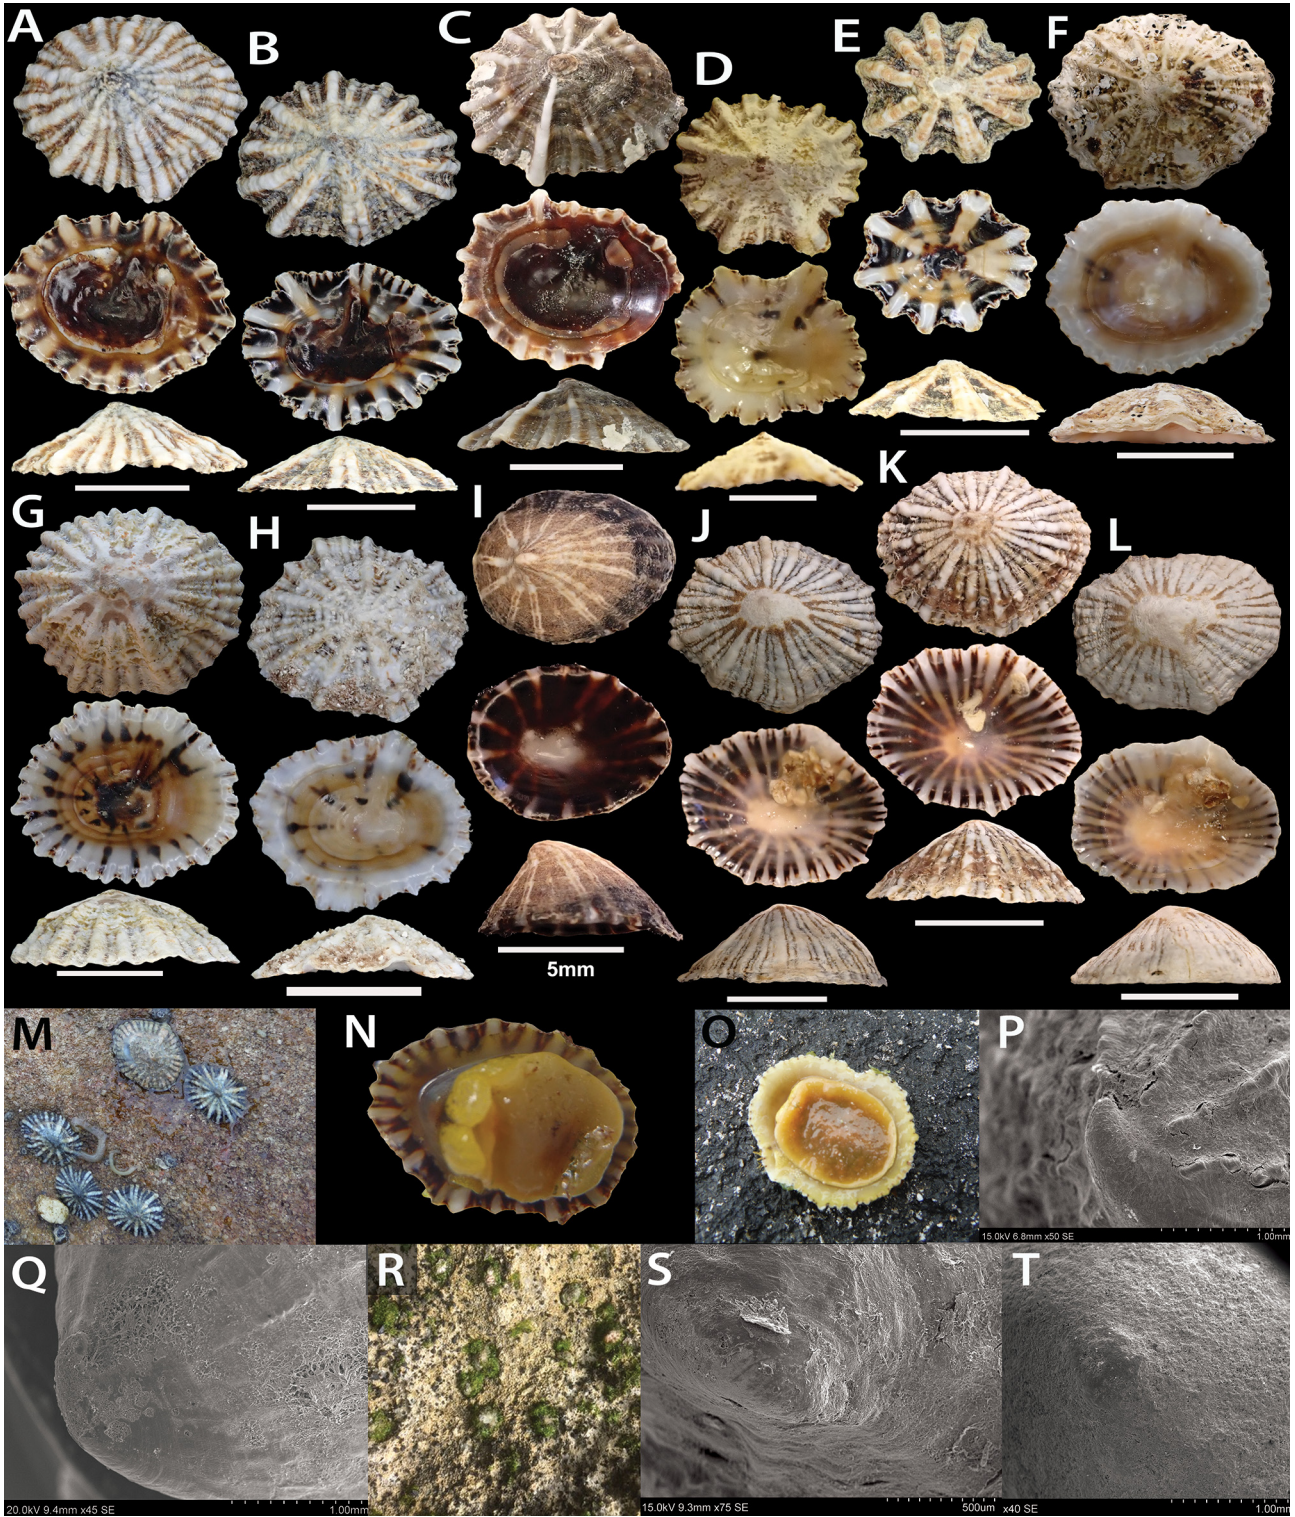 A
B
C
D
E
F
G
H
I
J
K
L
5mm
M
N
O
P
15.0kV 6.8mm x50 SE
1.00mm
Q
R
S
T
20.0kV 9.4mm x45 SE
1.00mm
15.0kV 9.3mm x75 SE
500um
x40 SE
1.00mm